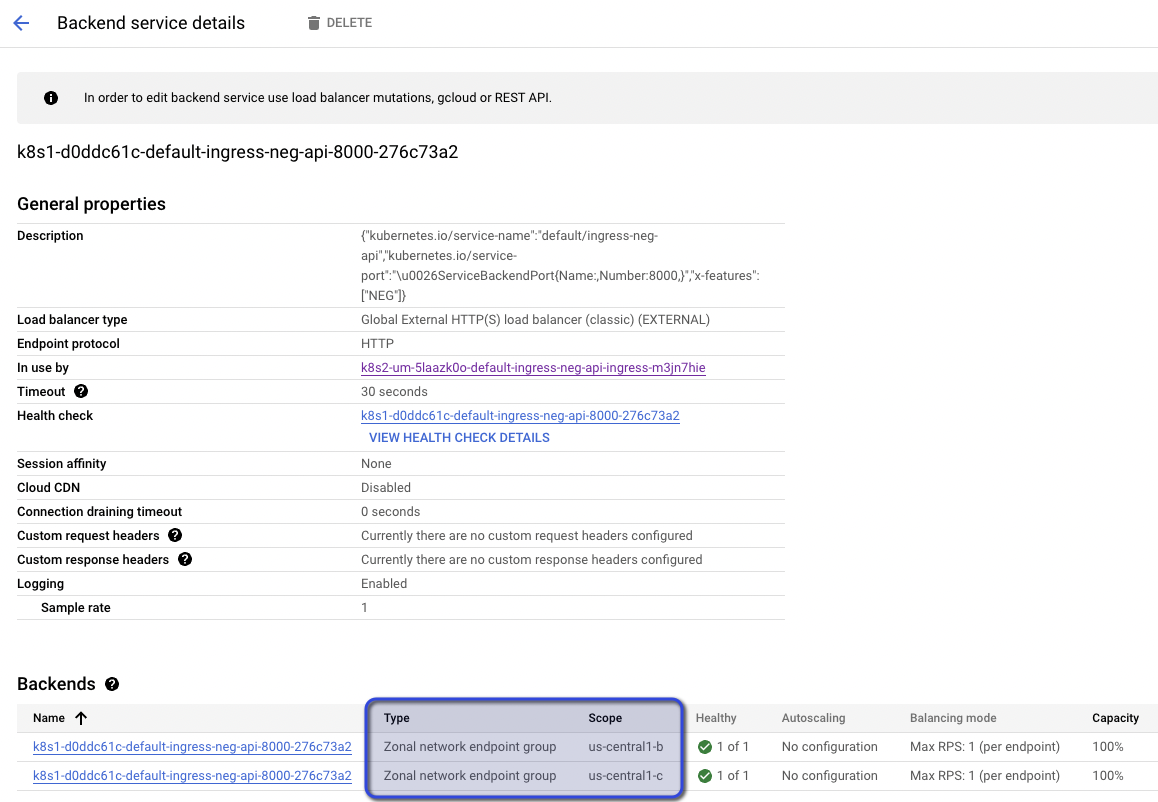 Backend service details DELETE
In order to edit backend service use load balancer mutations, gcloud or REST API.
k8s1-d0ddc61c-default-ingress-neg-api-8000-276c73a2
General properties
Description {"kubernetes.io/service-name":"default/ingress-neg-
api","kubernetes.io/service-
port":"\u0026ServiceBackendPort{Name:,Number:8000,}","x-features":
["NEG"]}
Load balancer type Global External HTTP(S) load balancer (classic) (EXTERNAL)
Endpoint protocol HTTP
In use by k8s2-um-5laazk0o-default-ingress-neg-api-ingress-m3jn7hie
Timeout ? 30 seconds
Health check k8s1-d0ddc61c-default-ingress-neg-api-8000-276c73a2
VIEW HEALTH CHECK DETAILS
Session affinity None
Cloud CDN Disabled
Connection draining timeout 0 seconds
Custom request headers ? Currently there are no custom request headers configured
Custom response headers ? Currently there are no custom response headers configured
Logging Enabled
Sample rate 1
Backends ?
Name Type Scope Healthy Autoscaling Balancing mode Capacity
k8s1-d0ddc61c-default-ingress-neg-api-8000-276c73a2 Zonal network endpoint group us-central1-b 1 of 1 No configuration Max RPS: 1 (per endpoint) 100%
k8s1-d0ddc61c-default-ingress-neg-api-8000-276c73a2 Zonal network endpoint group us-central1-c 1 of 1 No configuration Max RPS: 1 (per endpoint) 100%